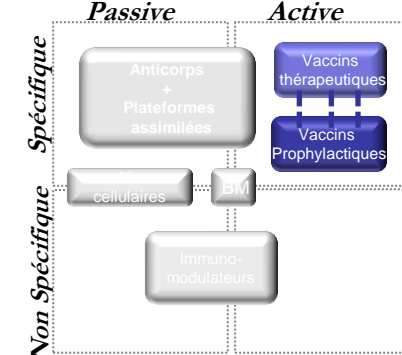 Passive
Active
Spécifique
Anticorps
+
Plateformes
assimilées
Vaccins
thérapeutiques
Vaccins
Prophylactiques
cellulaires
BM
Non Spécifique
Immuno-
modulateurs